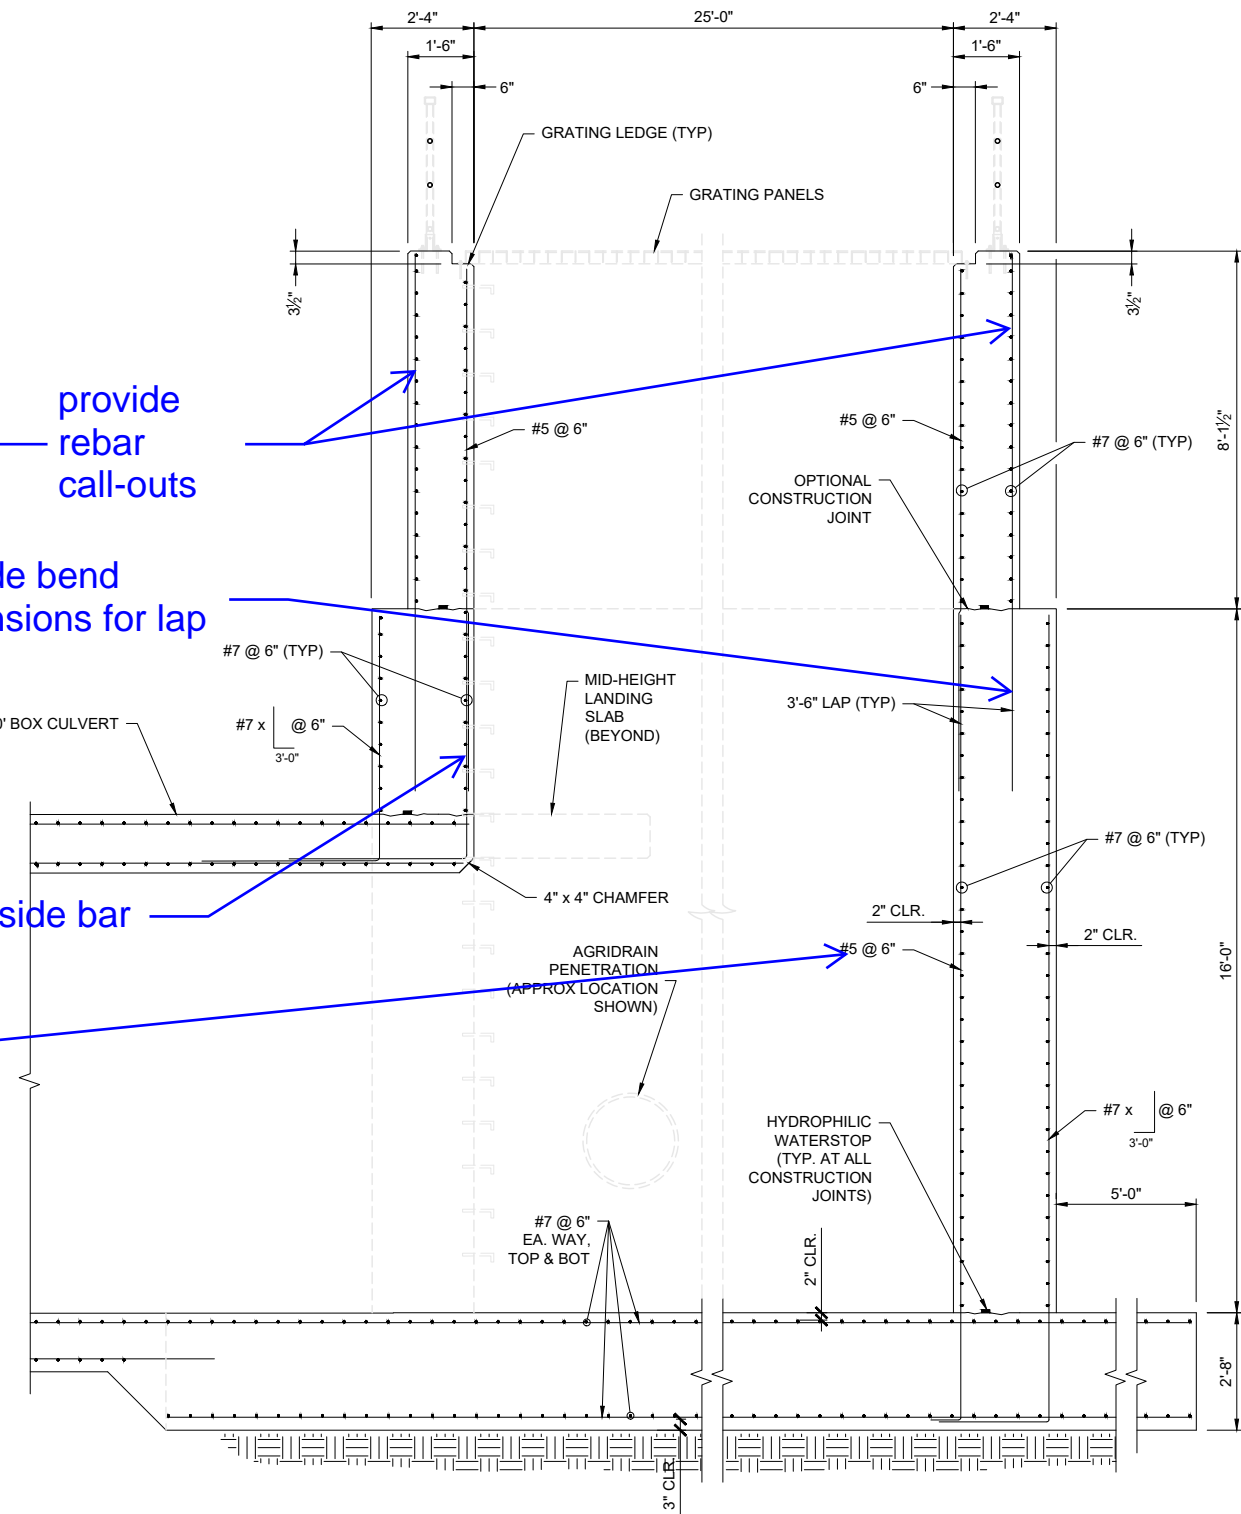 2'-4"
25'-0"
2'-4"
1'-6"
1'-6"
6"
6"
GRATING LEDGE (TYP)
GRATING PANELS
3½"
3½"
provide
rebar
call-outs
#5 @ 6"
#5 @ 6"
#7 @ 6" (TYP)
8'-1½"
OPTIONAL
CONSTRUCTION
JOINT
de bend
nsions for lap
#7 @ 6" (TYP)
MID-HEIGHT
LANDING
SLAB
(BEYOND)
3'-6" LAP (TYP)
0' BOX CULVERT
#7 x @ 6"
3'-0"
#7 @ 6" (TYP)
4" x 4" CHAMFER
side bar
2" CLR.
2" CLR.
#5 @ 6"
AGRIDRAIN
PENETRATION
(APPROX LOCATION
SHOWN)
16'-0"
HYDROPHILIC
WATERSTOP
(TYP. AT ALL
CONSTRUCTION
JOINTS)
#7 x @ 6"
3'-0"
5'-0"
#7 @ 6"
EA. WAY,
TOP & BOT
2" CLR.
2'-8"
3" CLR.